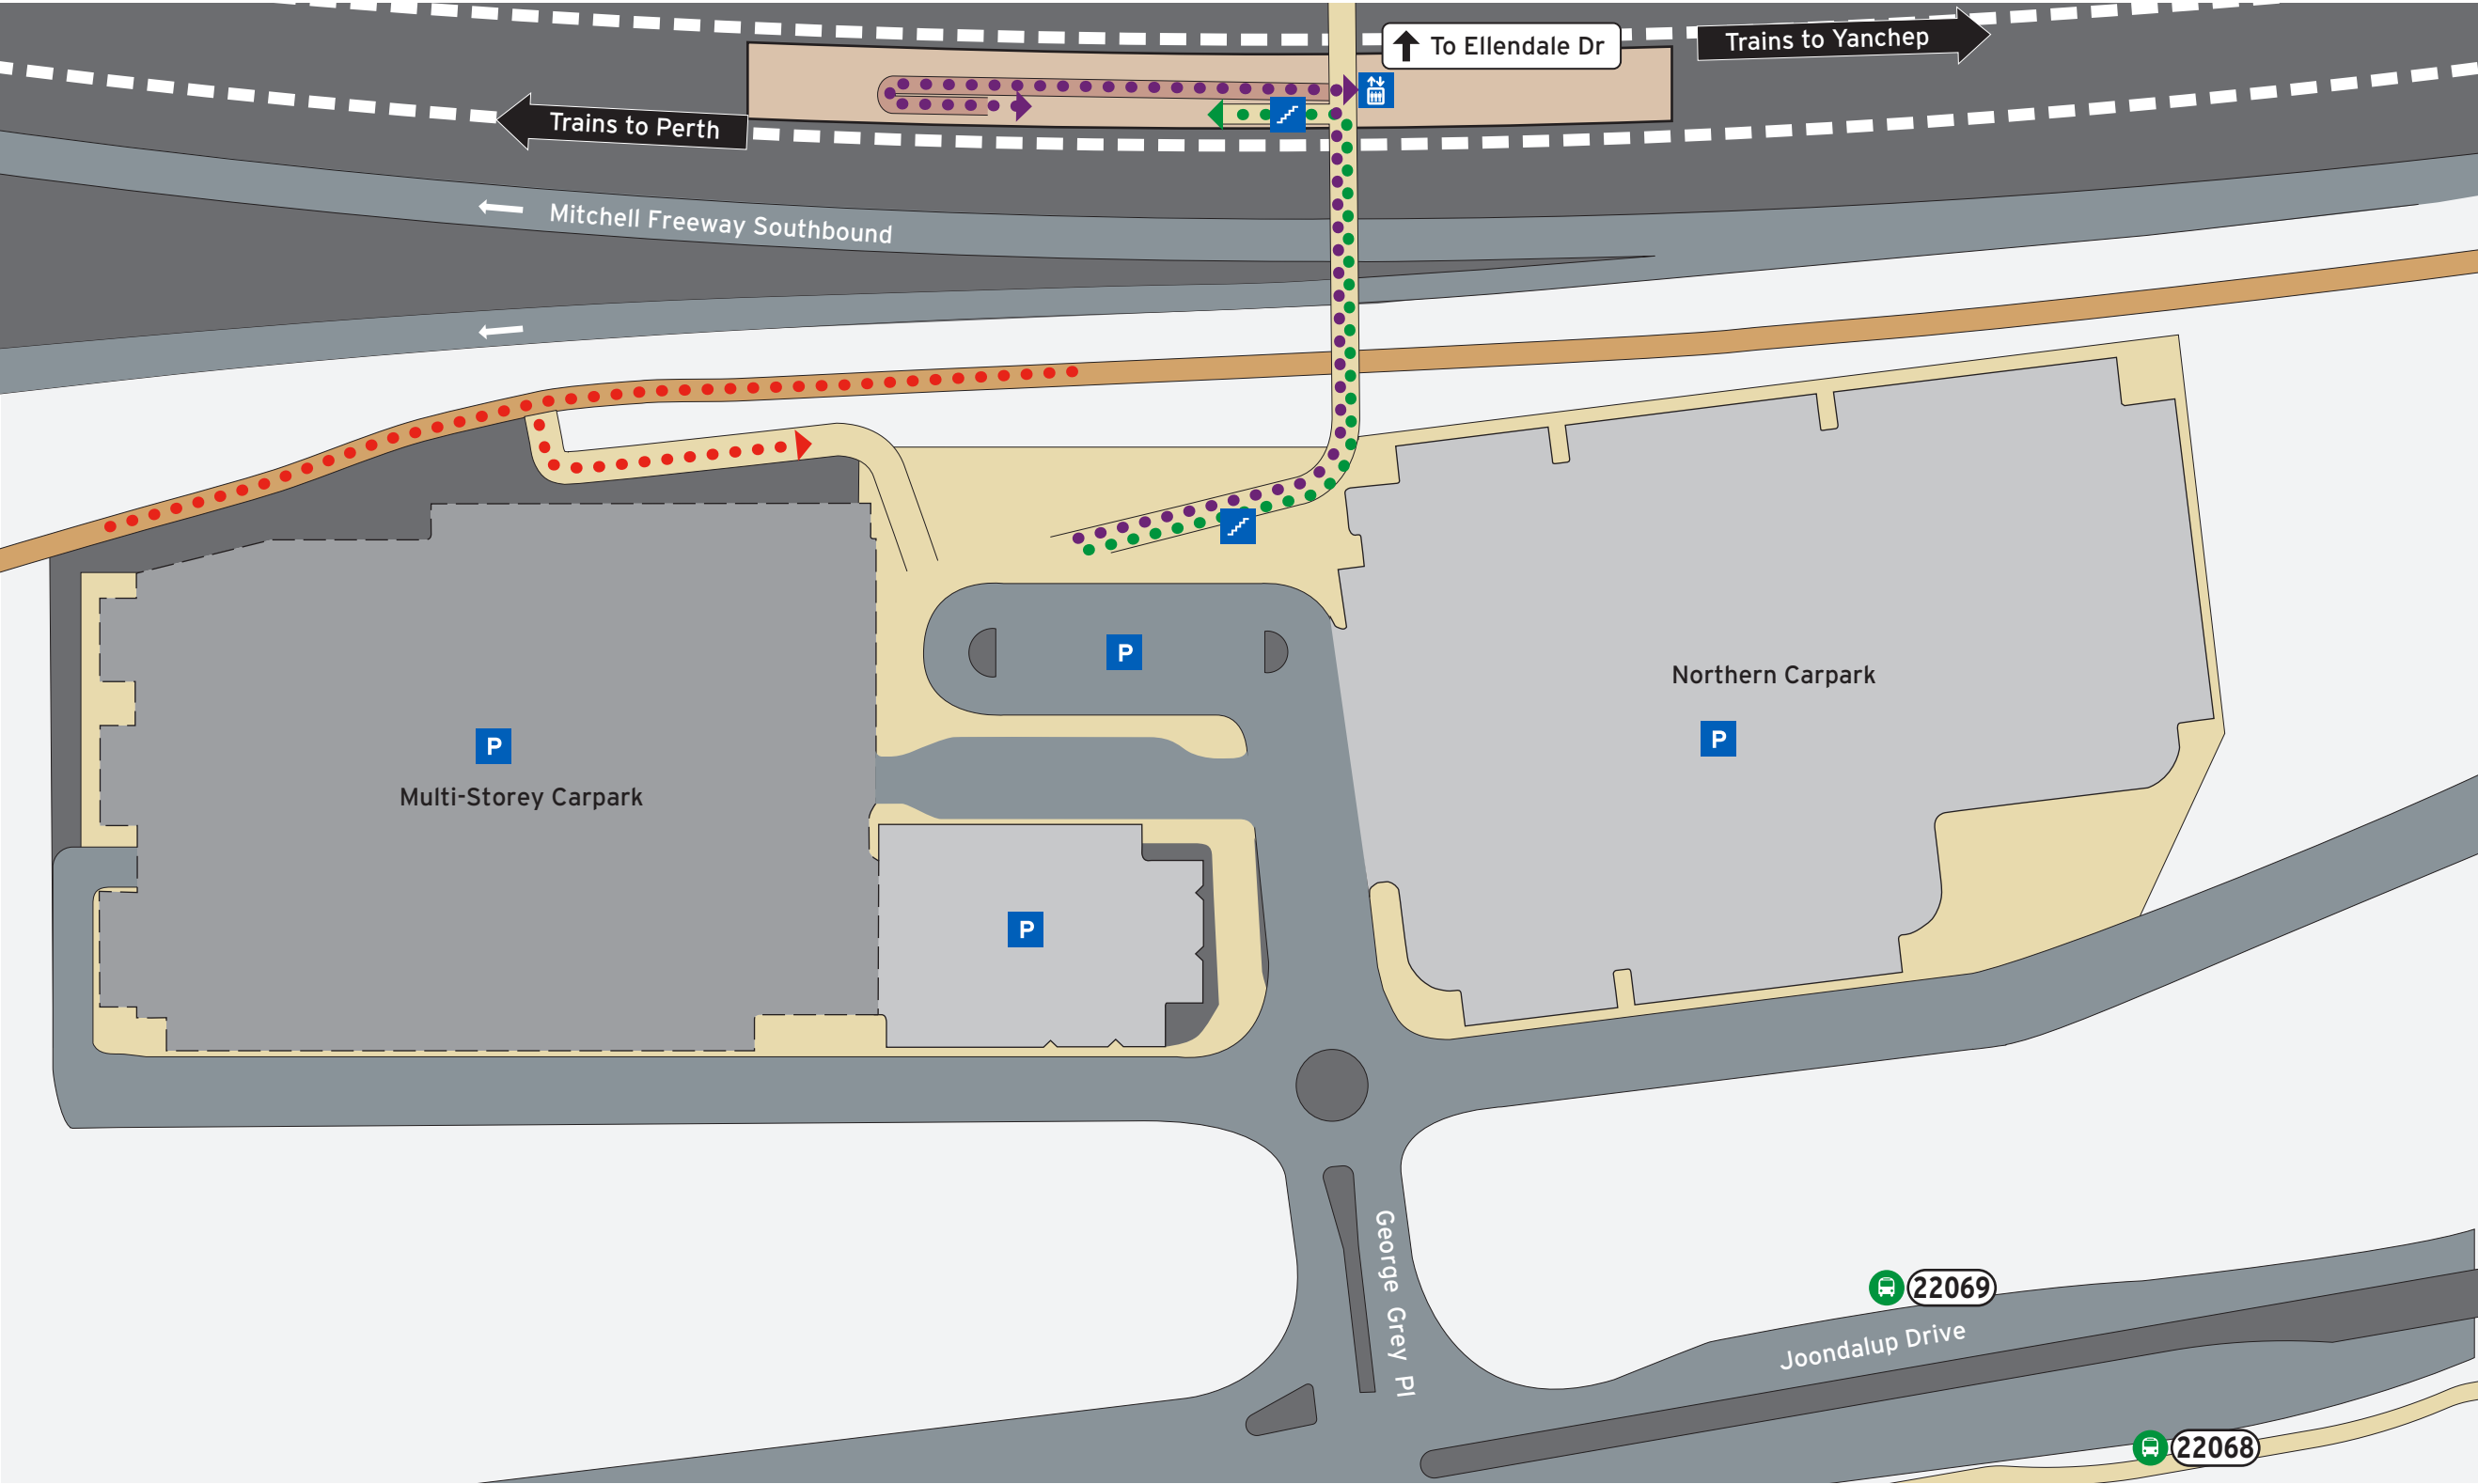 To Ellendale Dr
Trains to Yanchep
Trains to Perth
Mitchell Freeway Southbound
P
Northern Carpark
P
P
Multi-Storey Carpark
P
George Grey Pl
22069
Joondalup Drive
22068